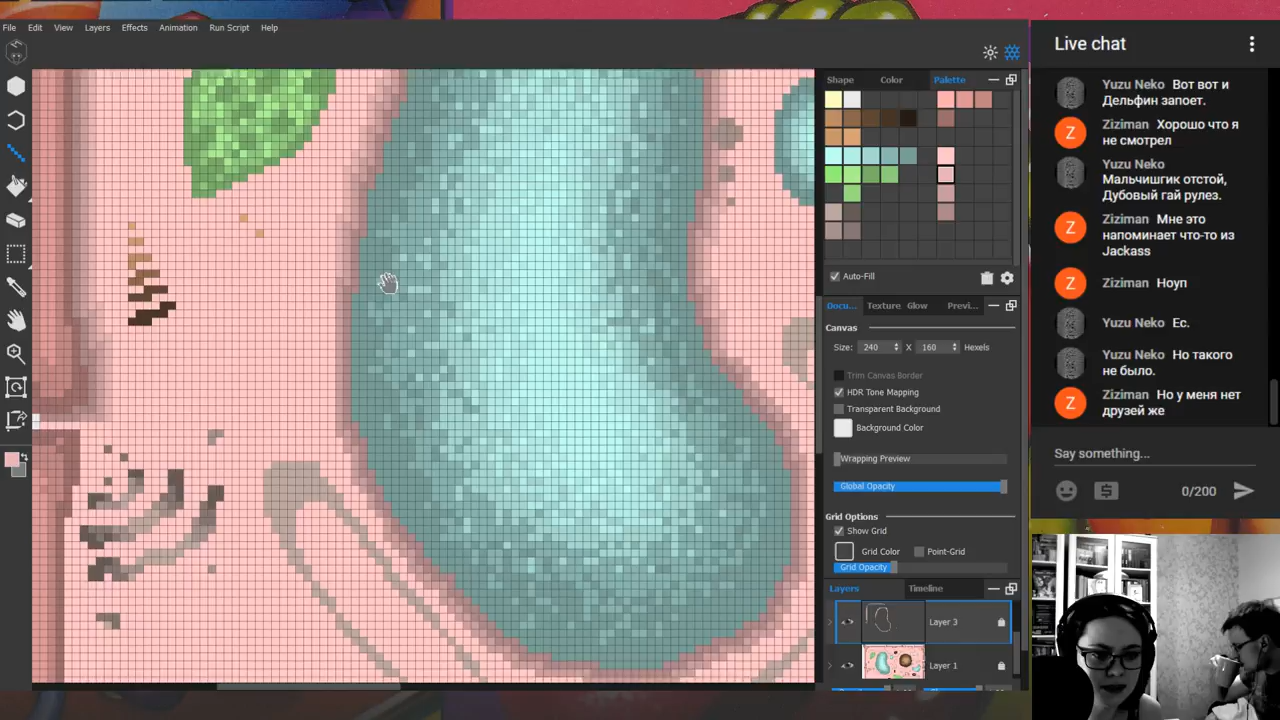 File Edit View Layers Effects Animation Run Script Help
Shape Color Palette
Auto-Fill
Docu... Texture Glow Previ...
Canvas
Size: 240 X 160 Hexels
Trim Canvas Border
HDR Tone Mapping
Transparent Background
Background Color
Wrapping Preview
Global Opacity
Grid Options
Show Grid
Grid Color Point-Grid
Grid Opacity
Layers Timeline
Layer 3
Layer 1
Live chat
Yuzu Neko Вот вот и
Дельфин запоет.
Z Ziziman Хорошо что я
не смотрел
Yuzu Neko
Мальчишгик отстой,
Дубовый гай рулез.
Z Ziziman Мне это
напоминает что-то из
Jackass
Z Ziziman Ноуп
Yuzu Neko Ес.
Yuzu Neko Но такого
не было.
Z Ziziman Но у меня нет
друзей же
Say something...
0/200